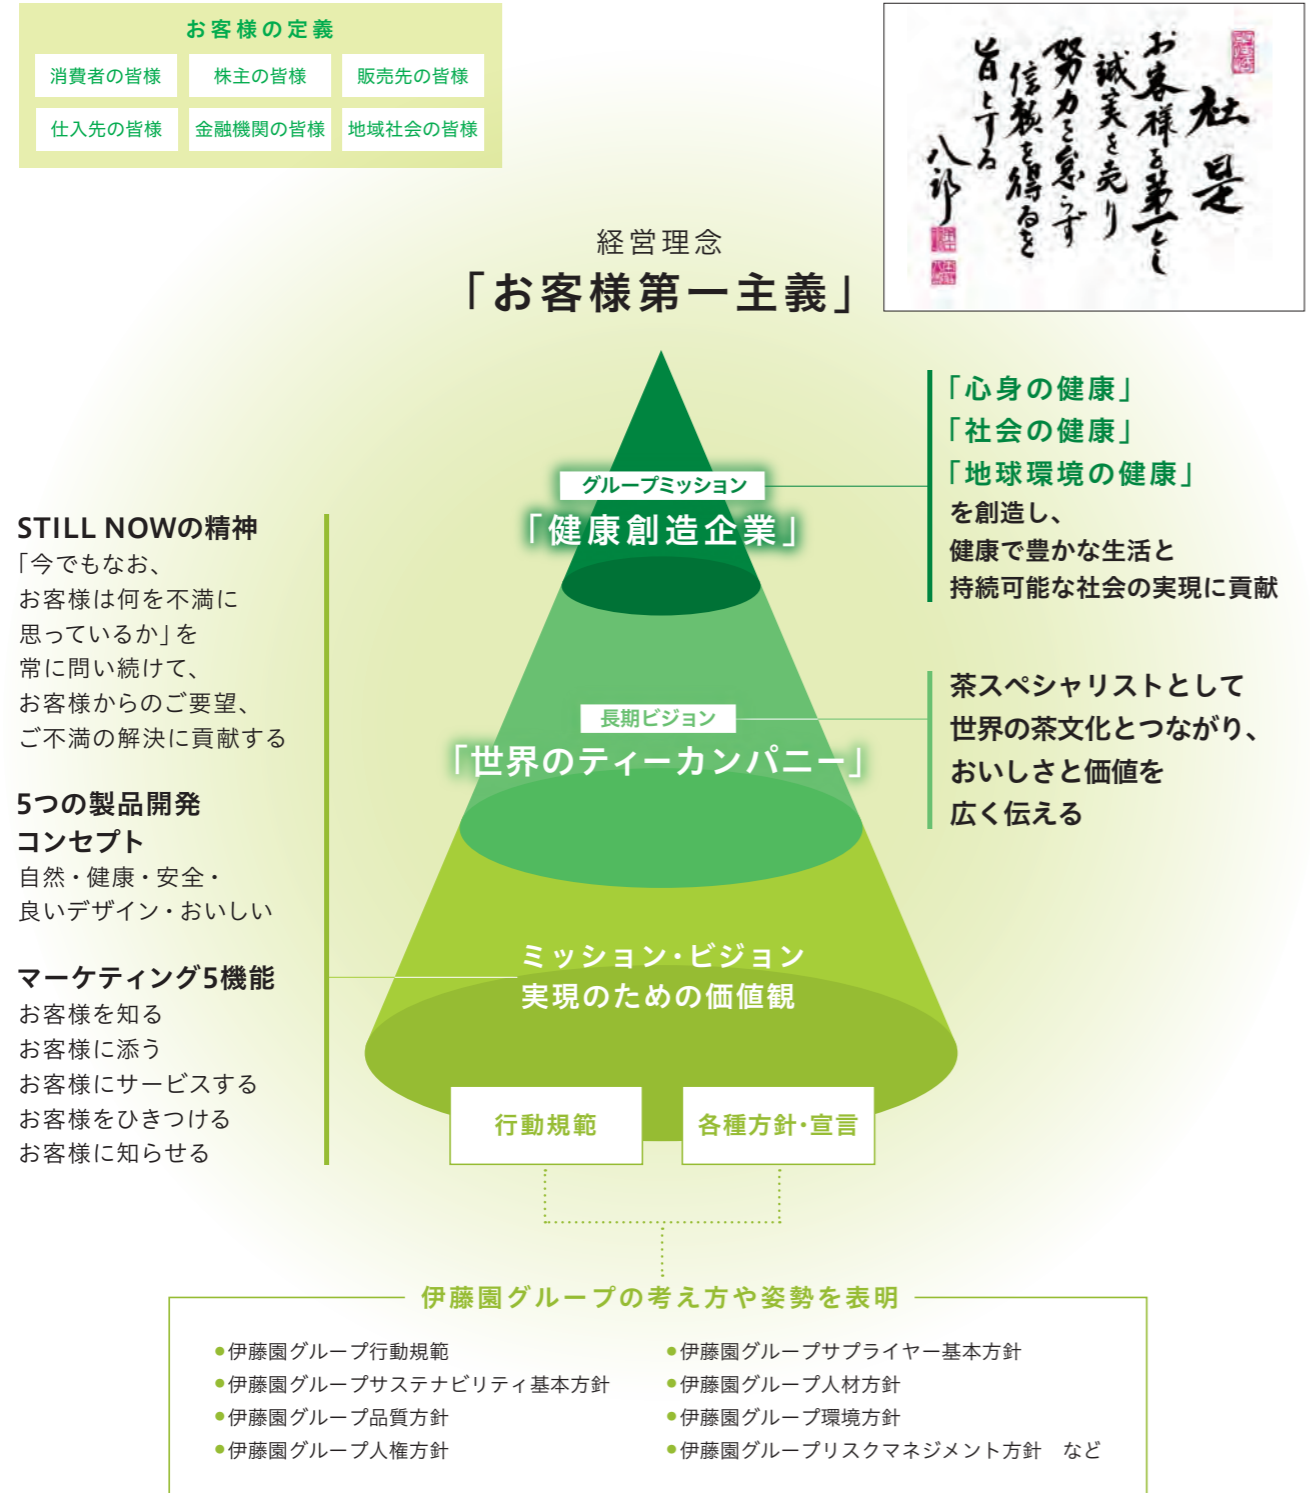 お客様の定義
消費者の皆様
株主の皆様
販売先の皆様
仕入先の皆様
金融機関の皆様
地域社会の皆様
社是
お客様を第一とし
誠実を売り
努力を怠らず
信頼を得るを
旨とする
八郎
経営理念
「お客様第一主義」
グループミッション
「健康創造企業」
「心身の健康」
「社会の健康」
「地球環境の健康」
を創造し、
健康で豊かな生活と
持続可能な社会の実現に貢献
長期ビジョン
「世界のティーカンパニー」
茶スペシャリストとして
世界の茶文化とつながり、
おいしさと価値を
広く伝える
STILL NOWの精神
「今でもなお、
お客様は何を不満に
思っているか」を
常に問い続けて、
お客様からのご要望、
ご不満の解決に貢献する
5つの製品開発
コンセプト
自然・健康・安全・
良いデザイン・おいしい
マーケティング5機能
お客様を知る
お客様に添う
お客様にサービスする
お客様をひきつける
お客様に知らせる
ミッション・ビジョン
実現のための価値観
行動規範
各種方針・宣言
伊藤園グループの考え方や姿勢を表明
●伊藤園グループ行動規範
●伊藤園グループサステナビリティ基本方針
●伊藤園グループ品質方針
●伊藤園グループ人権方針
●伊藤園グループサプライヤー基本方針
●伊藤園グループ人材方針
●伊藤園グループ環境方針
●伊藤園グループリスクマネジメント方針　など